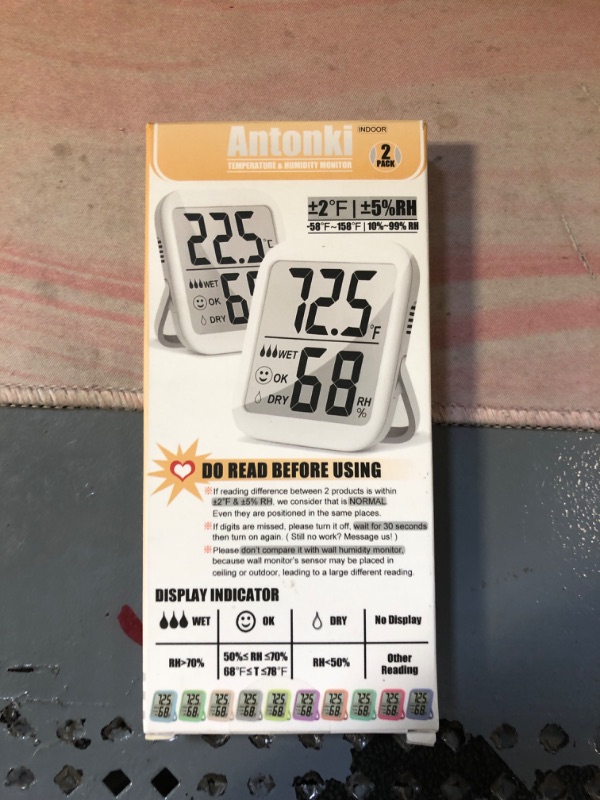 Antonki INDOOR
TEMPERATURE & HUMIDITY MONITOR
2
PACK
±2°F | ±5%RH
-58°F~158°F | 10%~99% RH
22.5
WET
OK
DRY
72.5 °F
WET
OK
DRY
68 RH
%
DO READ BEFORE USING
※If reading difference between 2 products is within
±2°F & ±5% RH, we consider that is NORMAL.
Even they are positioned in the same places.
※If digits are missed, please turn it off, wait for 30 seconds
then turn on again. ( Still no work? Message us! )
※Please don't compare it with wall humidity monitor,
because wall monitor's sensor may be placed in
ceiling or outdoor, leading to a large different reading.
DISPLAY INDICATOR
WET OK DRY No Display
RH>70% 50%≤ RH ≤70% RH<50% Other
68°F≤T≤78°F Reading